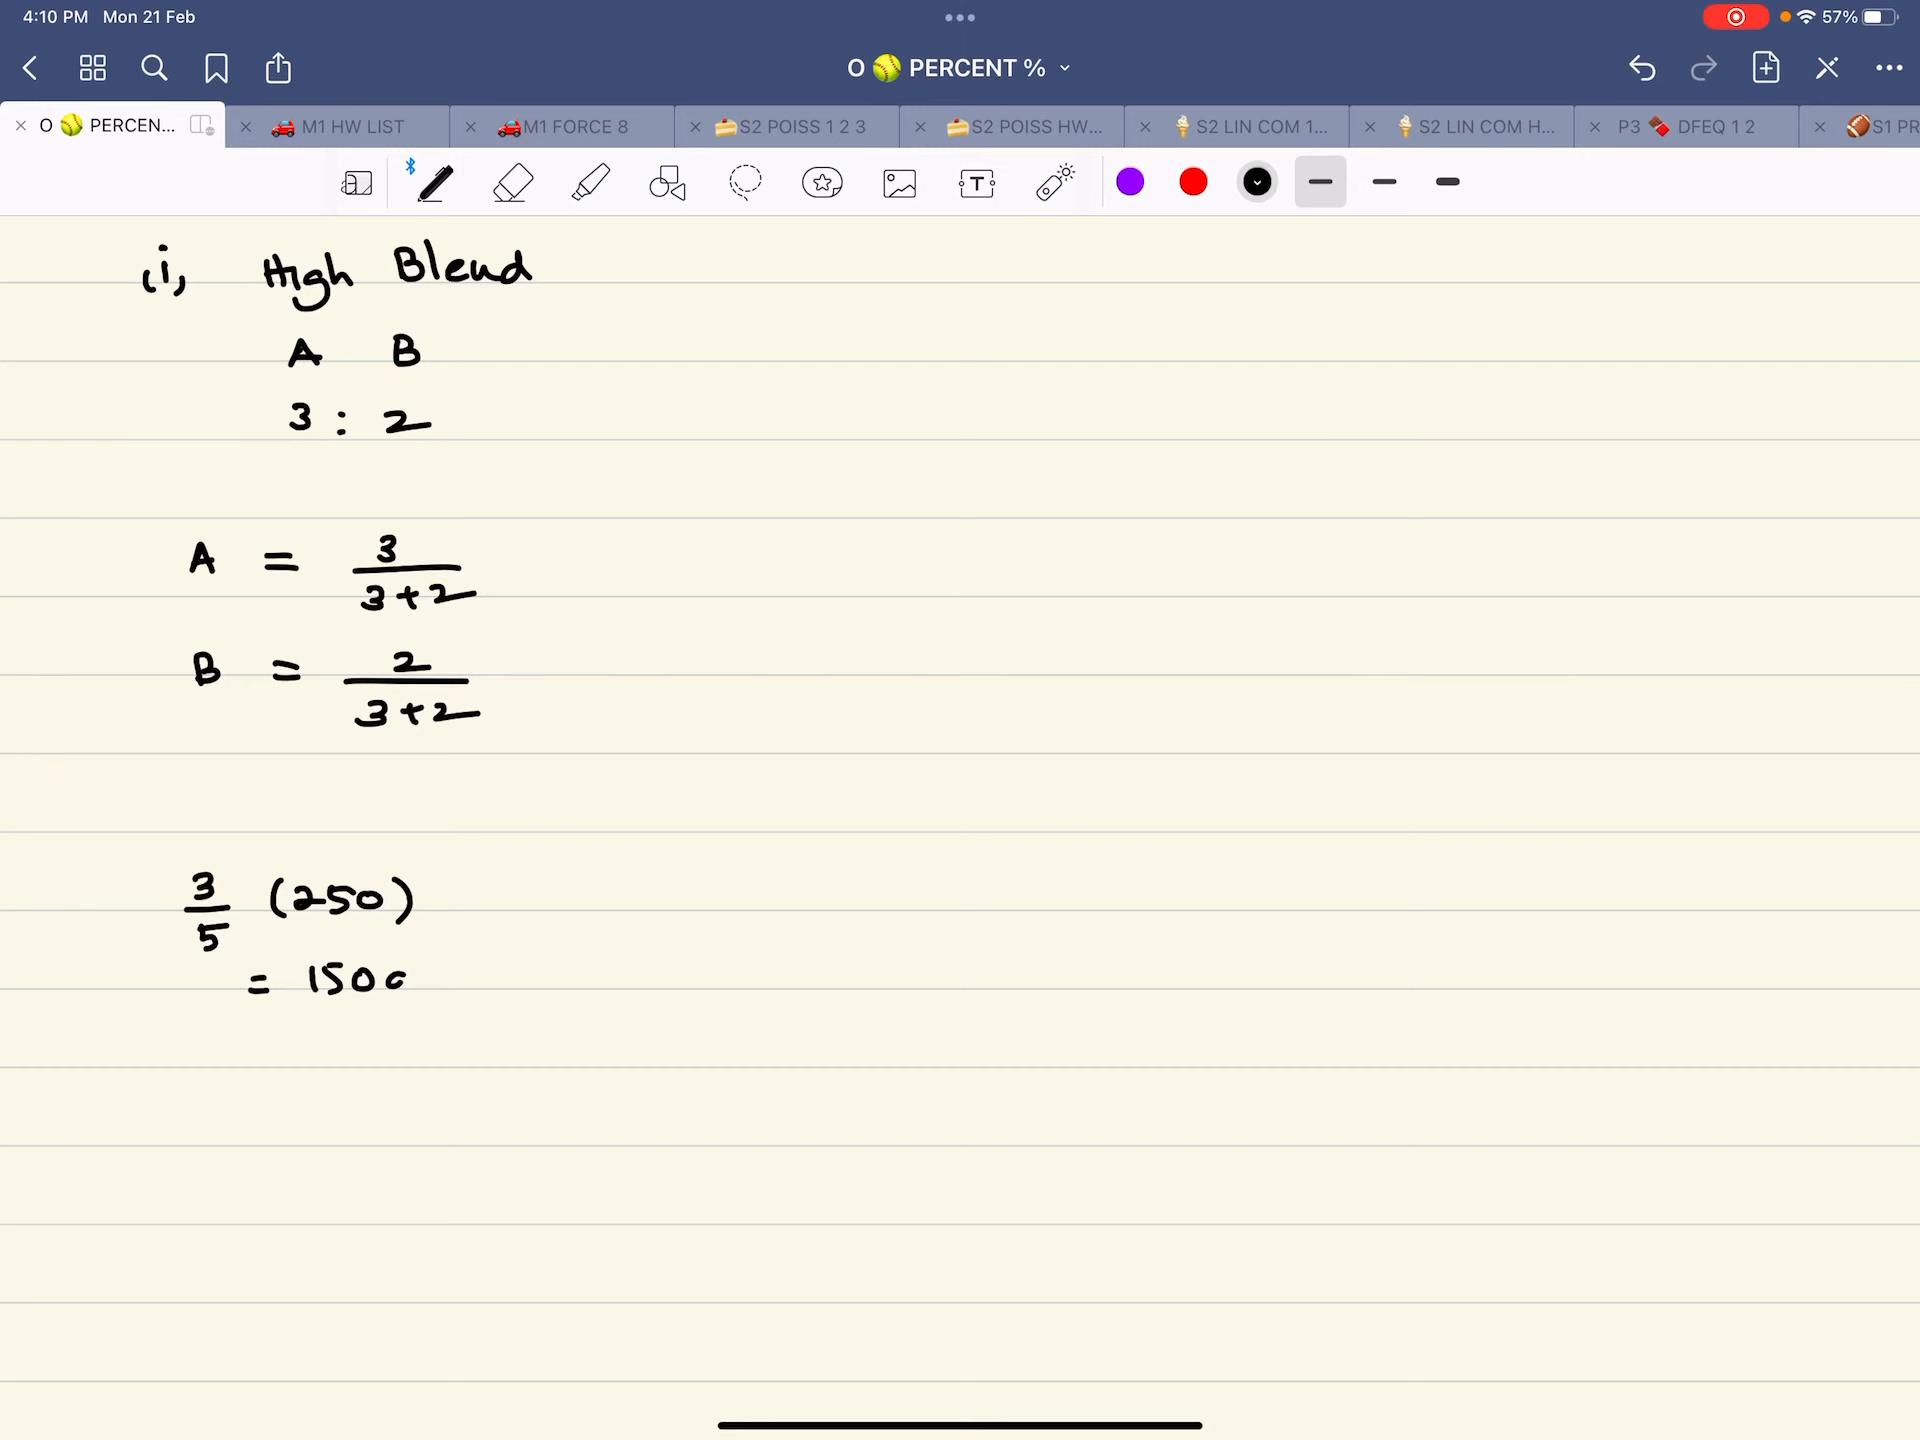 4:10 PM Mon 21 Feb
57%
O 🥎 PERCENT %
O 🥎 PERCEN...
🚗 M1 HW LIST
🚗M1 FORCE 8
🍰S2 POISS 1 2 3
🍰S2 POISS HW...
🍦S2 LIN COM 1...
🍦S2 LIN COM H...
P3 🍫 DFEQ 1 2
🏈S1 PR
(i) High Blend
A B
3 : 2
A = 3/(3+2)
B = 2/(3+2)
3/5 (250)
= 150